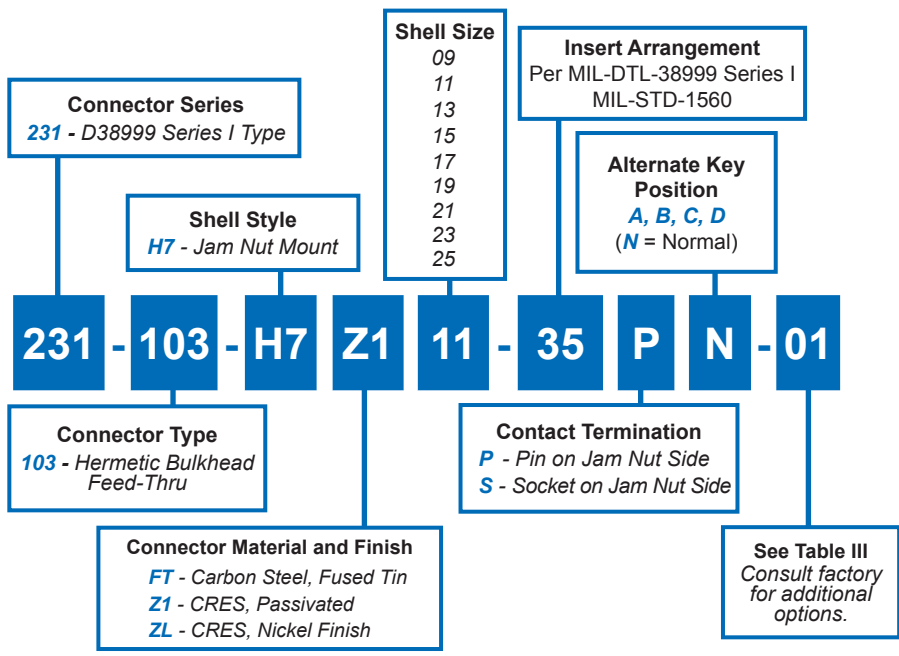 Connector Series
231 - D38999 Series I Type
Shell Style
H7 - Jam Nut Mount
Shell Size
09
11
13
15
17
19
21
23
25
Insert Arrangement
Per MIL-DTL-38999 Series I
MIL-STD-1560
Alternate Key
Position
A, B, C, D
(N = Normal)
231 - 103 - H7 Z1 11 - 35 P N - 01
Connector Type
103 - Hermetic Bulkhead
Feed-Thru
Connector Material and Finish
FT - Carbon Steel, Fused Tin
Z1 - CRES, Passivated
ZL - CRES, Nickel Finish
Contact Termination
P - Pin on Jam Nut Side
S - Socket on Jam Nut Side
See Table III
Consult factory
for additional
options.